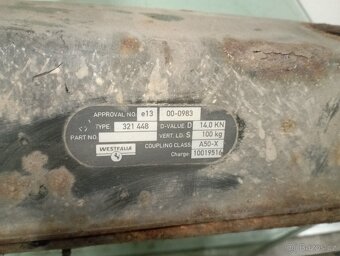 APPROVAL NO. e13 00-0983
TYPE 321 448 D-VALUE D 14.0 KN
PART NO. VERT. LD. S 100 kg
WESTFALIA COUPLING CLASS A50-X
Charge: 10019516